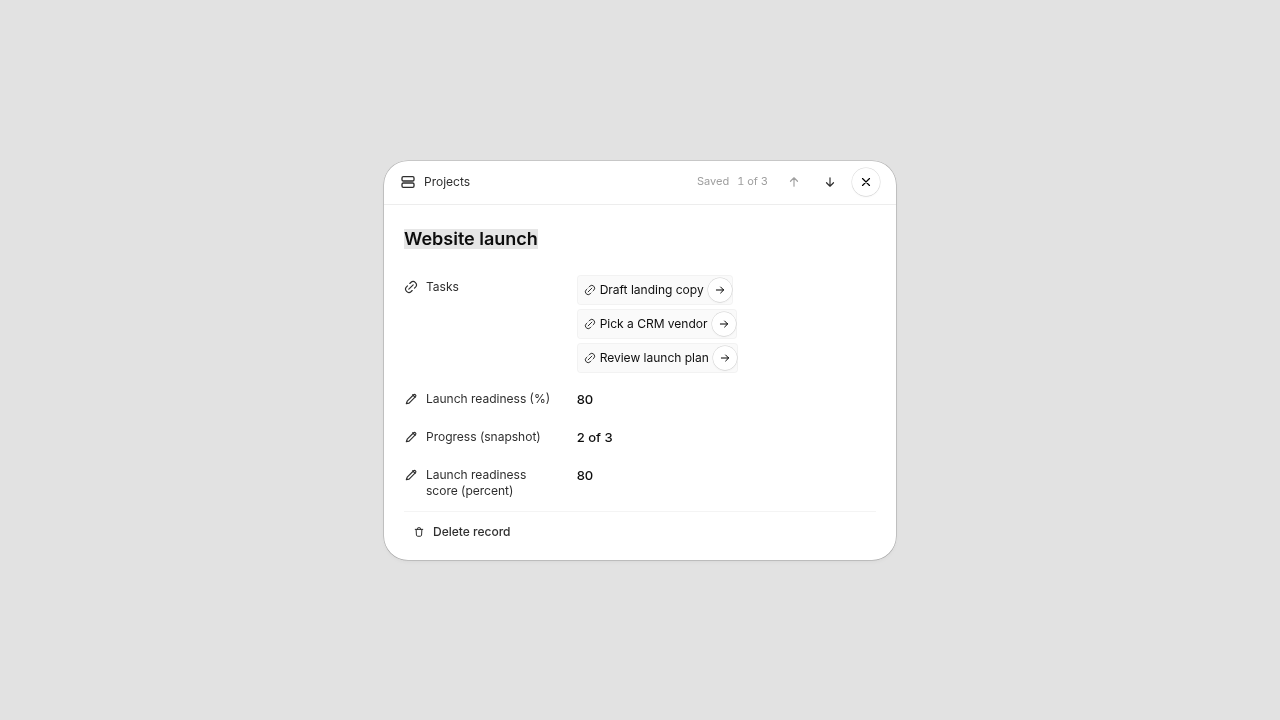 Projects
Saved 1 of 3
Website launch
Tasks
Draft landing copy
Pick a CRM vendor
Review launch plan
Launch readiness (%)
80
Progress (snapshot)
2 of 3
Launch readiness
score (percent)
80
Delete record